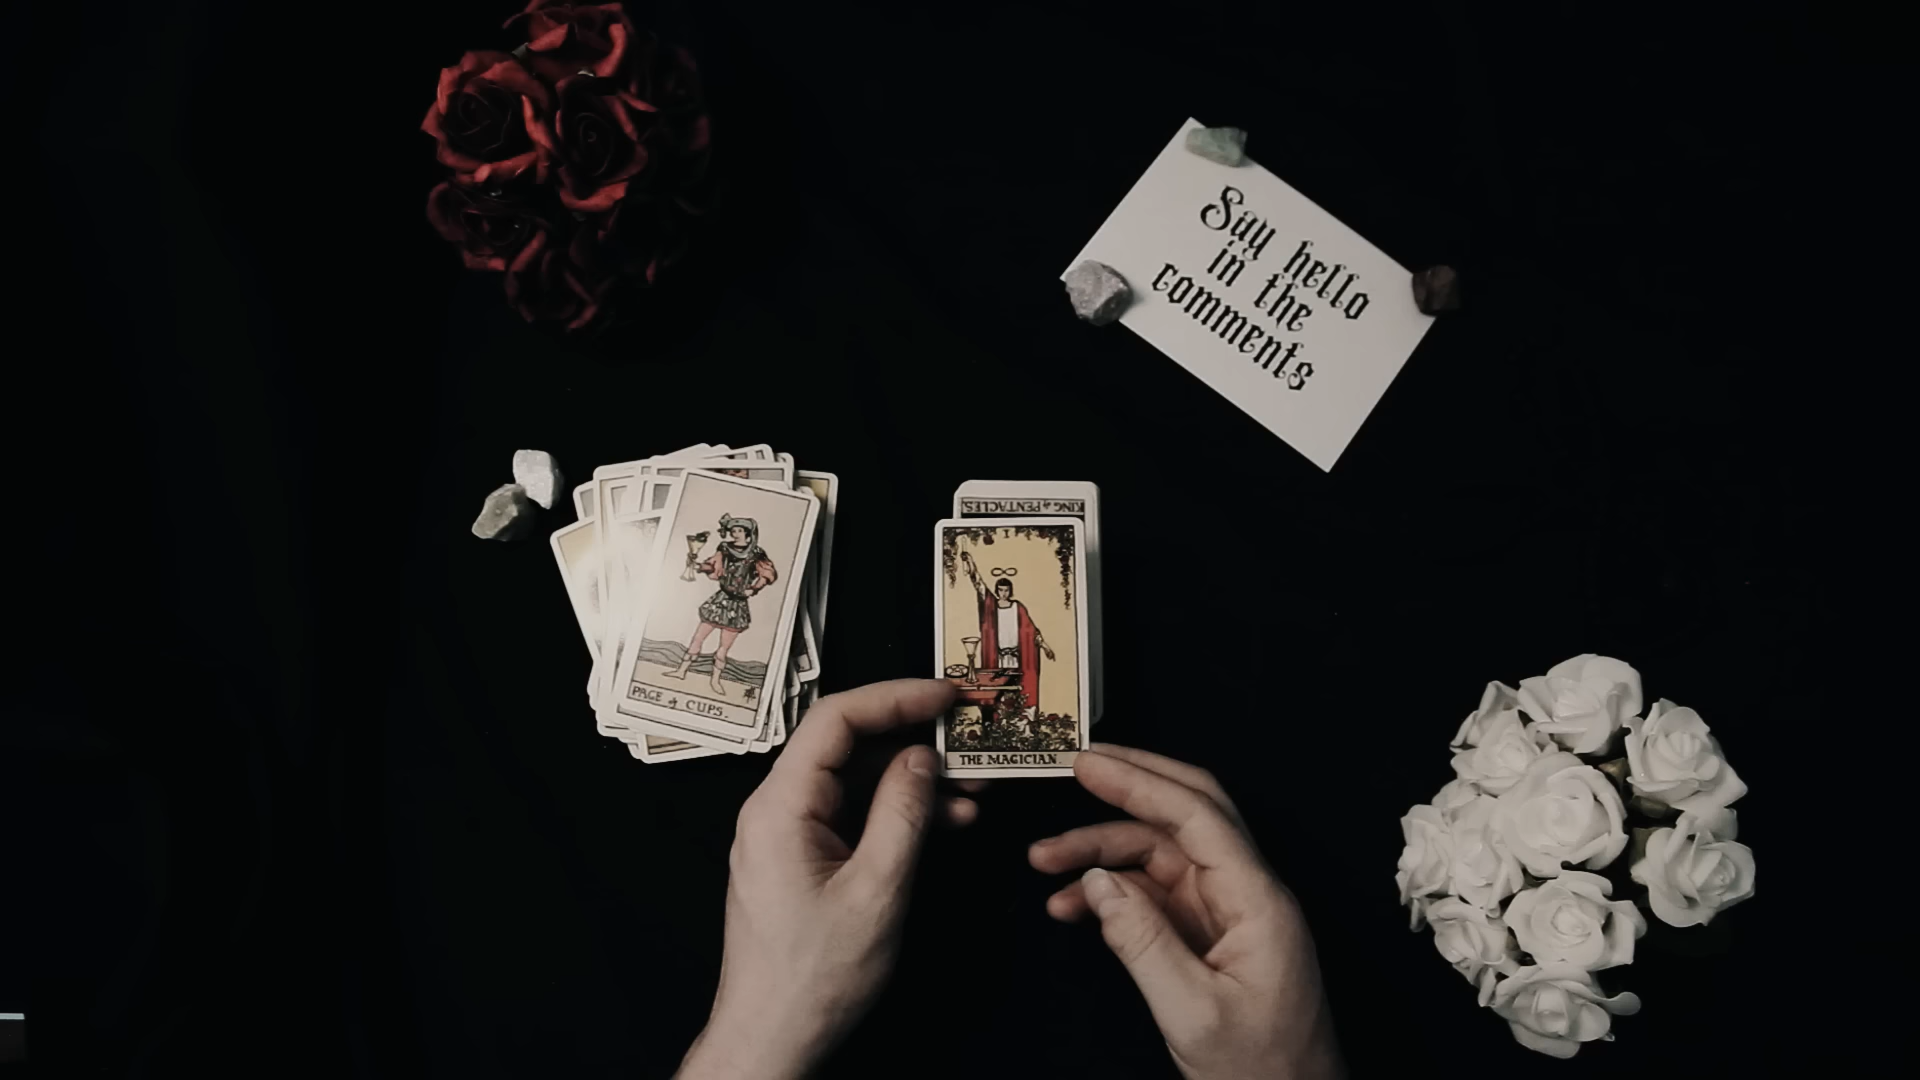 Say hello
in the
comments
KING of PENTACLES.
I
PAGE of CUPS.
THE MAGICIAN.